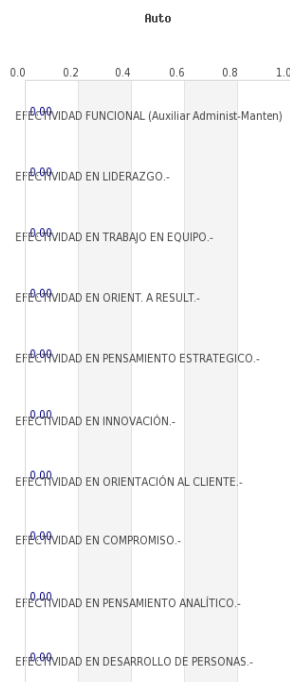 Auto
0.0 0.2 0.4 0.6 0.8 1.0
0.00
EFECTIVIDAD FUNCIONAL (Auxiliar Administ-Manten)
0.00
EFECTIVIDAD EN LIDERAZGO.-
0.00
EFECTIVIDAD EN TRABAJO EN EQUIPO.-
0.00
EFECTIVIDAD EN ORIENT. A RESULT.-
0.00
EFECTIVIDAD EN PENSAMIENTO ESTRATEGICO.-
0.00
EFECTIVIDAD EN INNOVACIÓN.-
0.00
EFECTIVIDAD EN ORIENTACIÓN AL CLIENTE.-
0.00
EFECTIVIDAD EN COMPROMISO.-
0.00
EFECTIVIDAD EN PENSAMIENTO ANALÍTICO.-
0.00
EFECTIVIDAD EN DESARROLLO DE PERSONAS.-